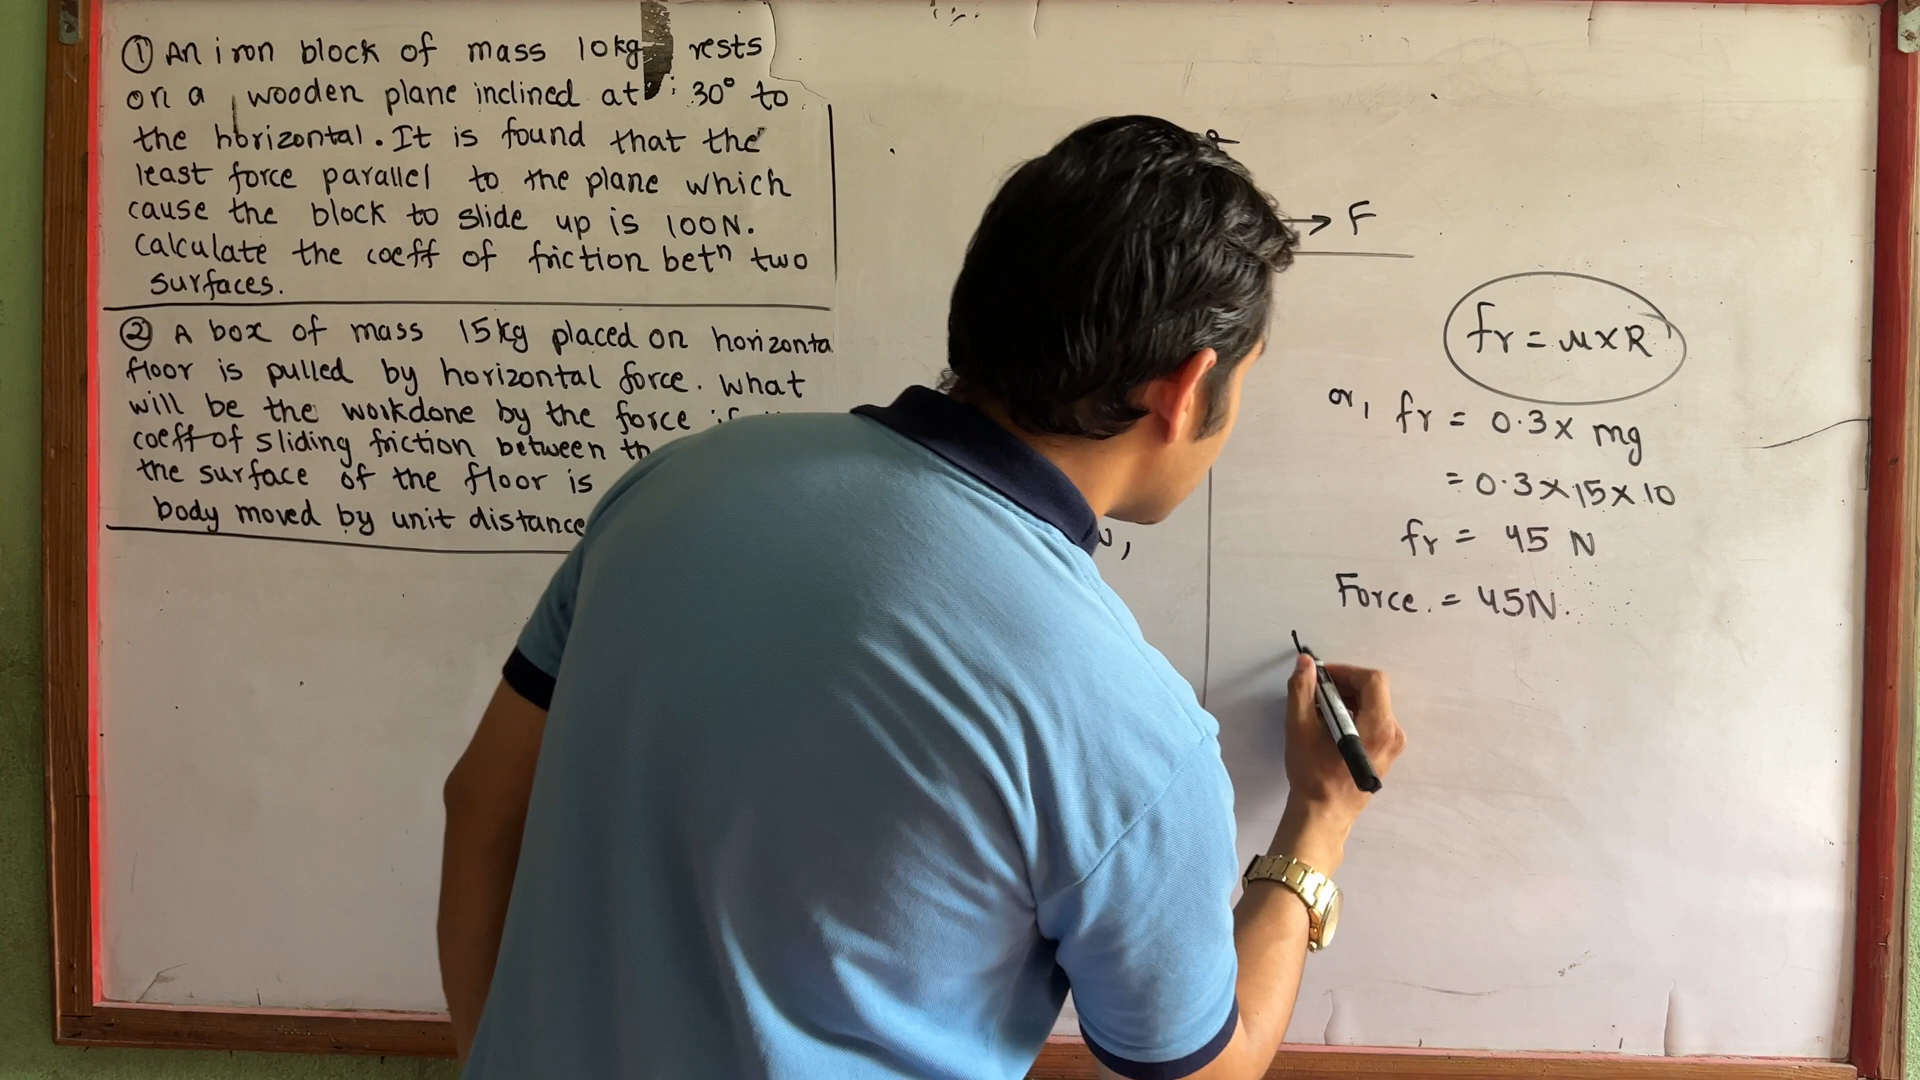 ① An iron block of mass 10kg rests
on a wooden plane inclined at 30° to
the horizontal. It is found that the
least force parallel to the plane which
cause the block to slide up is 100N.
Calculate the coeff of friction betn two
surfaces.
② A box of mass 15kg placed on horizonta
floor is pulled by horizontal force. What
will be the workdone by the force if
coeff of sliding friction between th
the surface of the floor is
body moved by unit distance
→ F
fr = μ×R
or, fr = 0.3× mg
= 0.3×15×10
fr = 45 N
Force. = 45N.